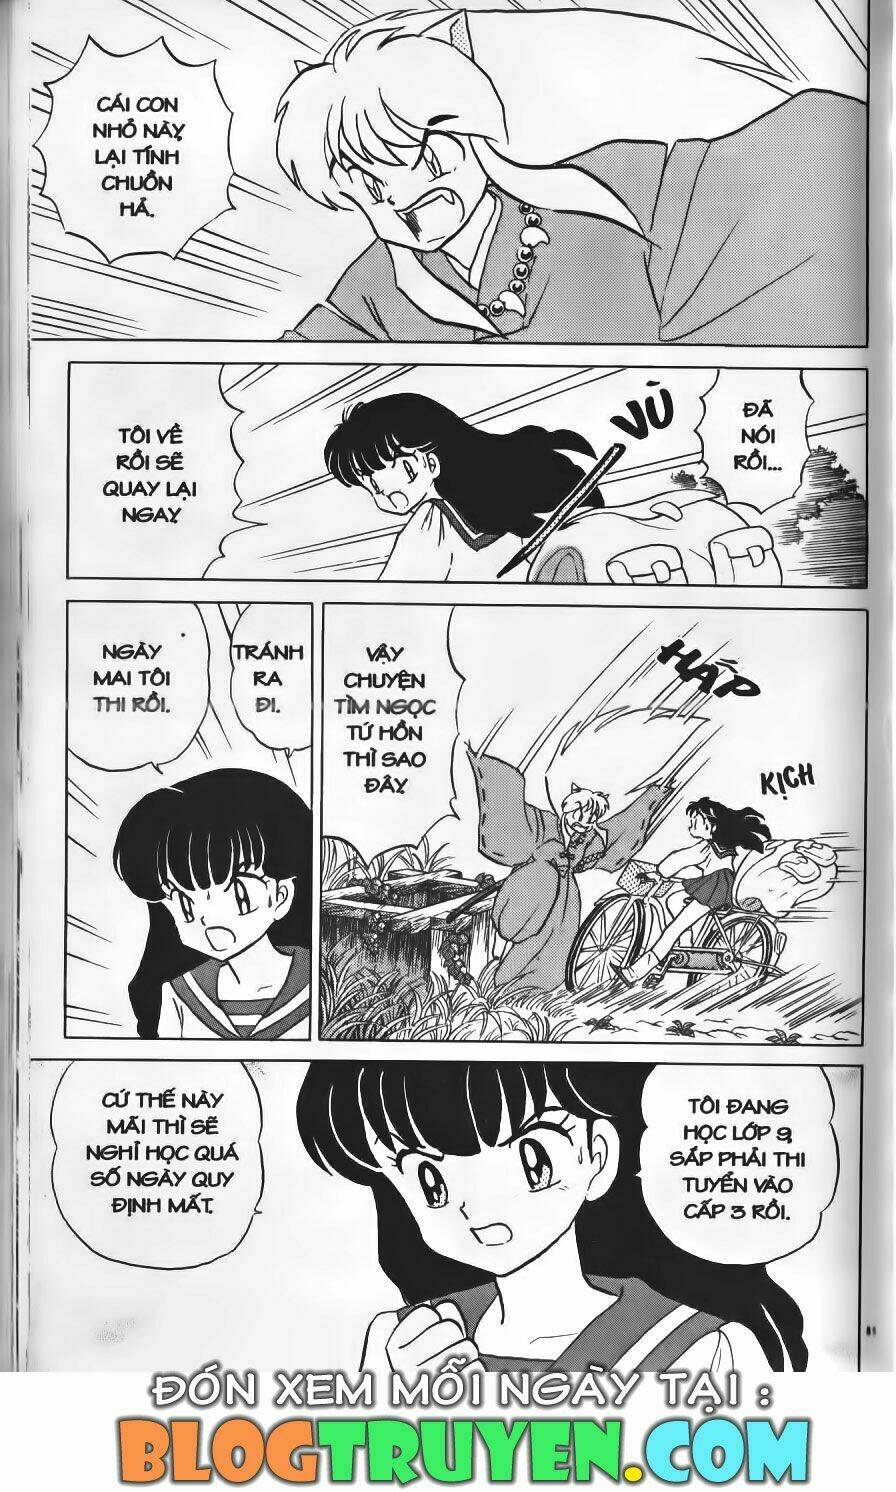 CÁI CON
NHỎ NÀY,
LẠI TÍNH
CHUỒN
HẢ.
ĐÃ
NÓI
RỒI...
VÙ
TÔI VỀ
RỒI SẼ
QUAY LẠI
NGAY.
HẤP
KỊCH
VẬY
CHUYỆN
TÌM NGỌC
TỨ HỒN
THÌ SAO
ĐÂY.
TRÁNH
RA
ĐI.
NGÀY
MAI TÔI
THI RỒI.
TÔI ĐANG
HỌC LỚP 9,
SẮP PHẢI THI
TUYỂN VÀO
CẤP 3 RỒI.
CỨ THẾ NÀY
MÃI THÌ SẼ
NGHỈ HỌC QUÁ
SỐ NGÀY QUY
ĐỊNH MẤT.
ĐÓN XEM MỖI NGÀY TẠI :
BLOGTRUYEN.COM